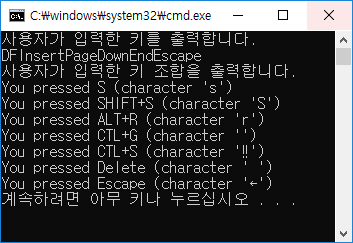 C:₩windows₩system32₩cmd.exe
사용자가 입력한 키를 출력합니다.
DFInsertPageDownEndEscape
사용자가 입력한 키 조합을 출력합니다.
You pressed S (character 's')
You pressed SHIFT+S (character 'S')
You pressed ALT+R (character 'r')
You pressed CTL+G (character '')
You pressed CTL+S (character '‼')
You pressed Delete (character ' ')
You pressed Escape (character '←')
계속하려면 아무 키나 누르십시오 . . .